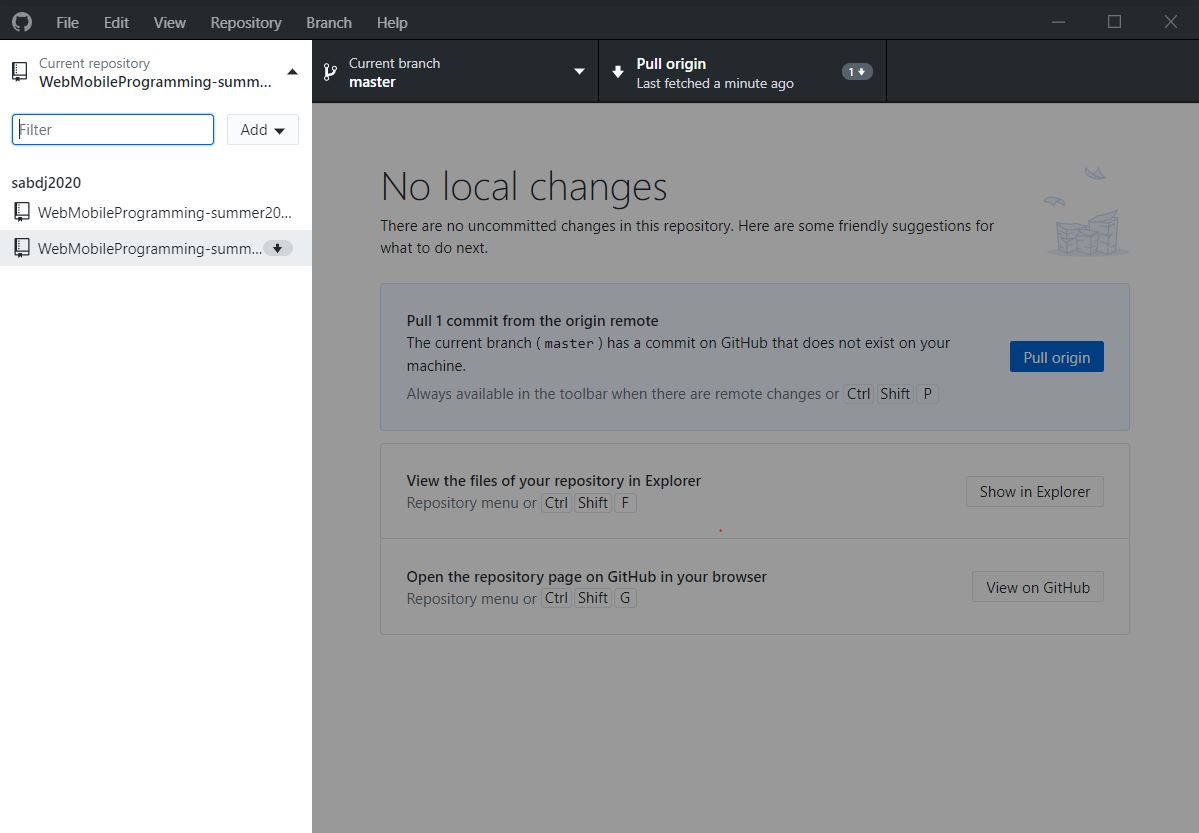 File Edit View Repository Branch Help
Current repository
WebMobileProgramming-summ...
Current branch
master
Pull origin
Last fetched a minute ago
1
Filter
Add
sabdj2020
WebMobileProgramming-summer20...
WebMobileProgramming-summ...
No local changes
There are no uncommitted changes in this repository. Here are some friendly suggestions for
what to do next.
Pull 1 commit from the origin remote
The current branch ( master ) has a commit on GitHub that does not exist on your
machine.
Always available in the toolbar when there are remote changes or Ctrl Shift P
Pull origin
View the files of your repository in Explorer
Repository menu or Ctrl Shift F
Show in Explorer
Open the repository page on GitHub in your browser
Repository menu or Ctrl Shift G
View on GitHub